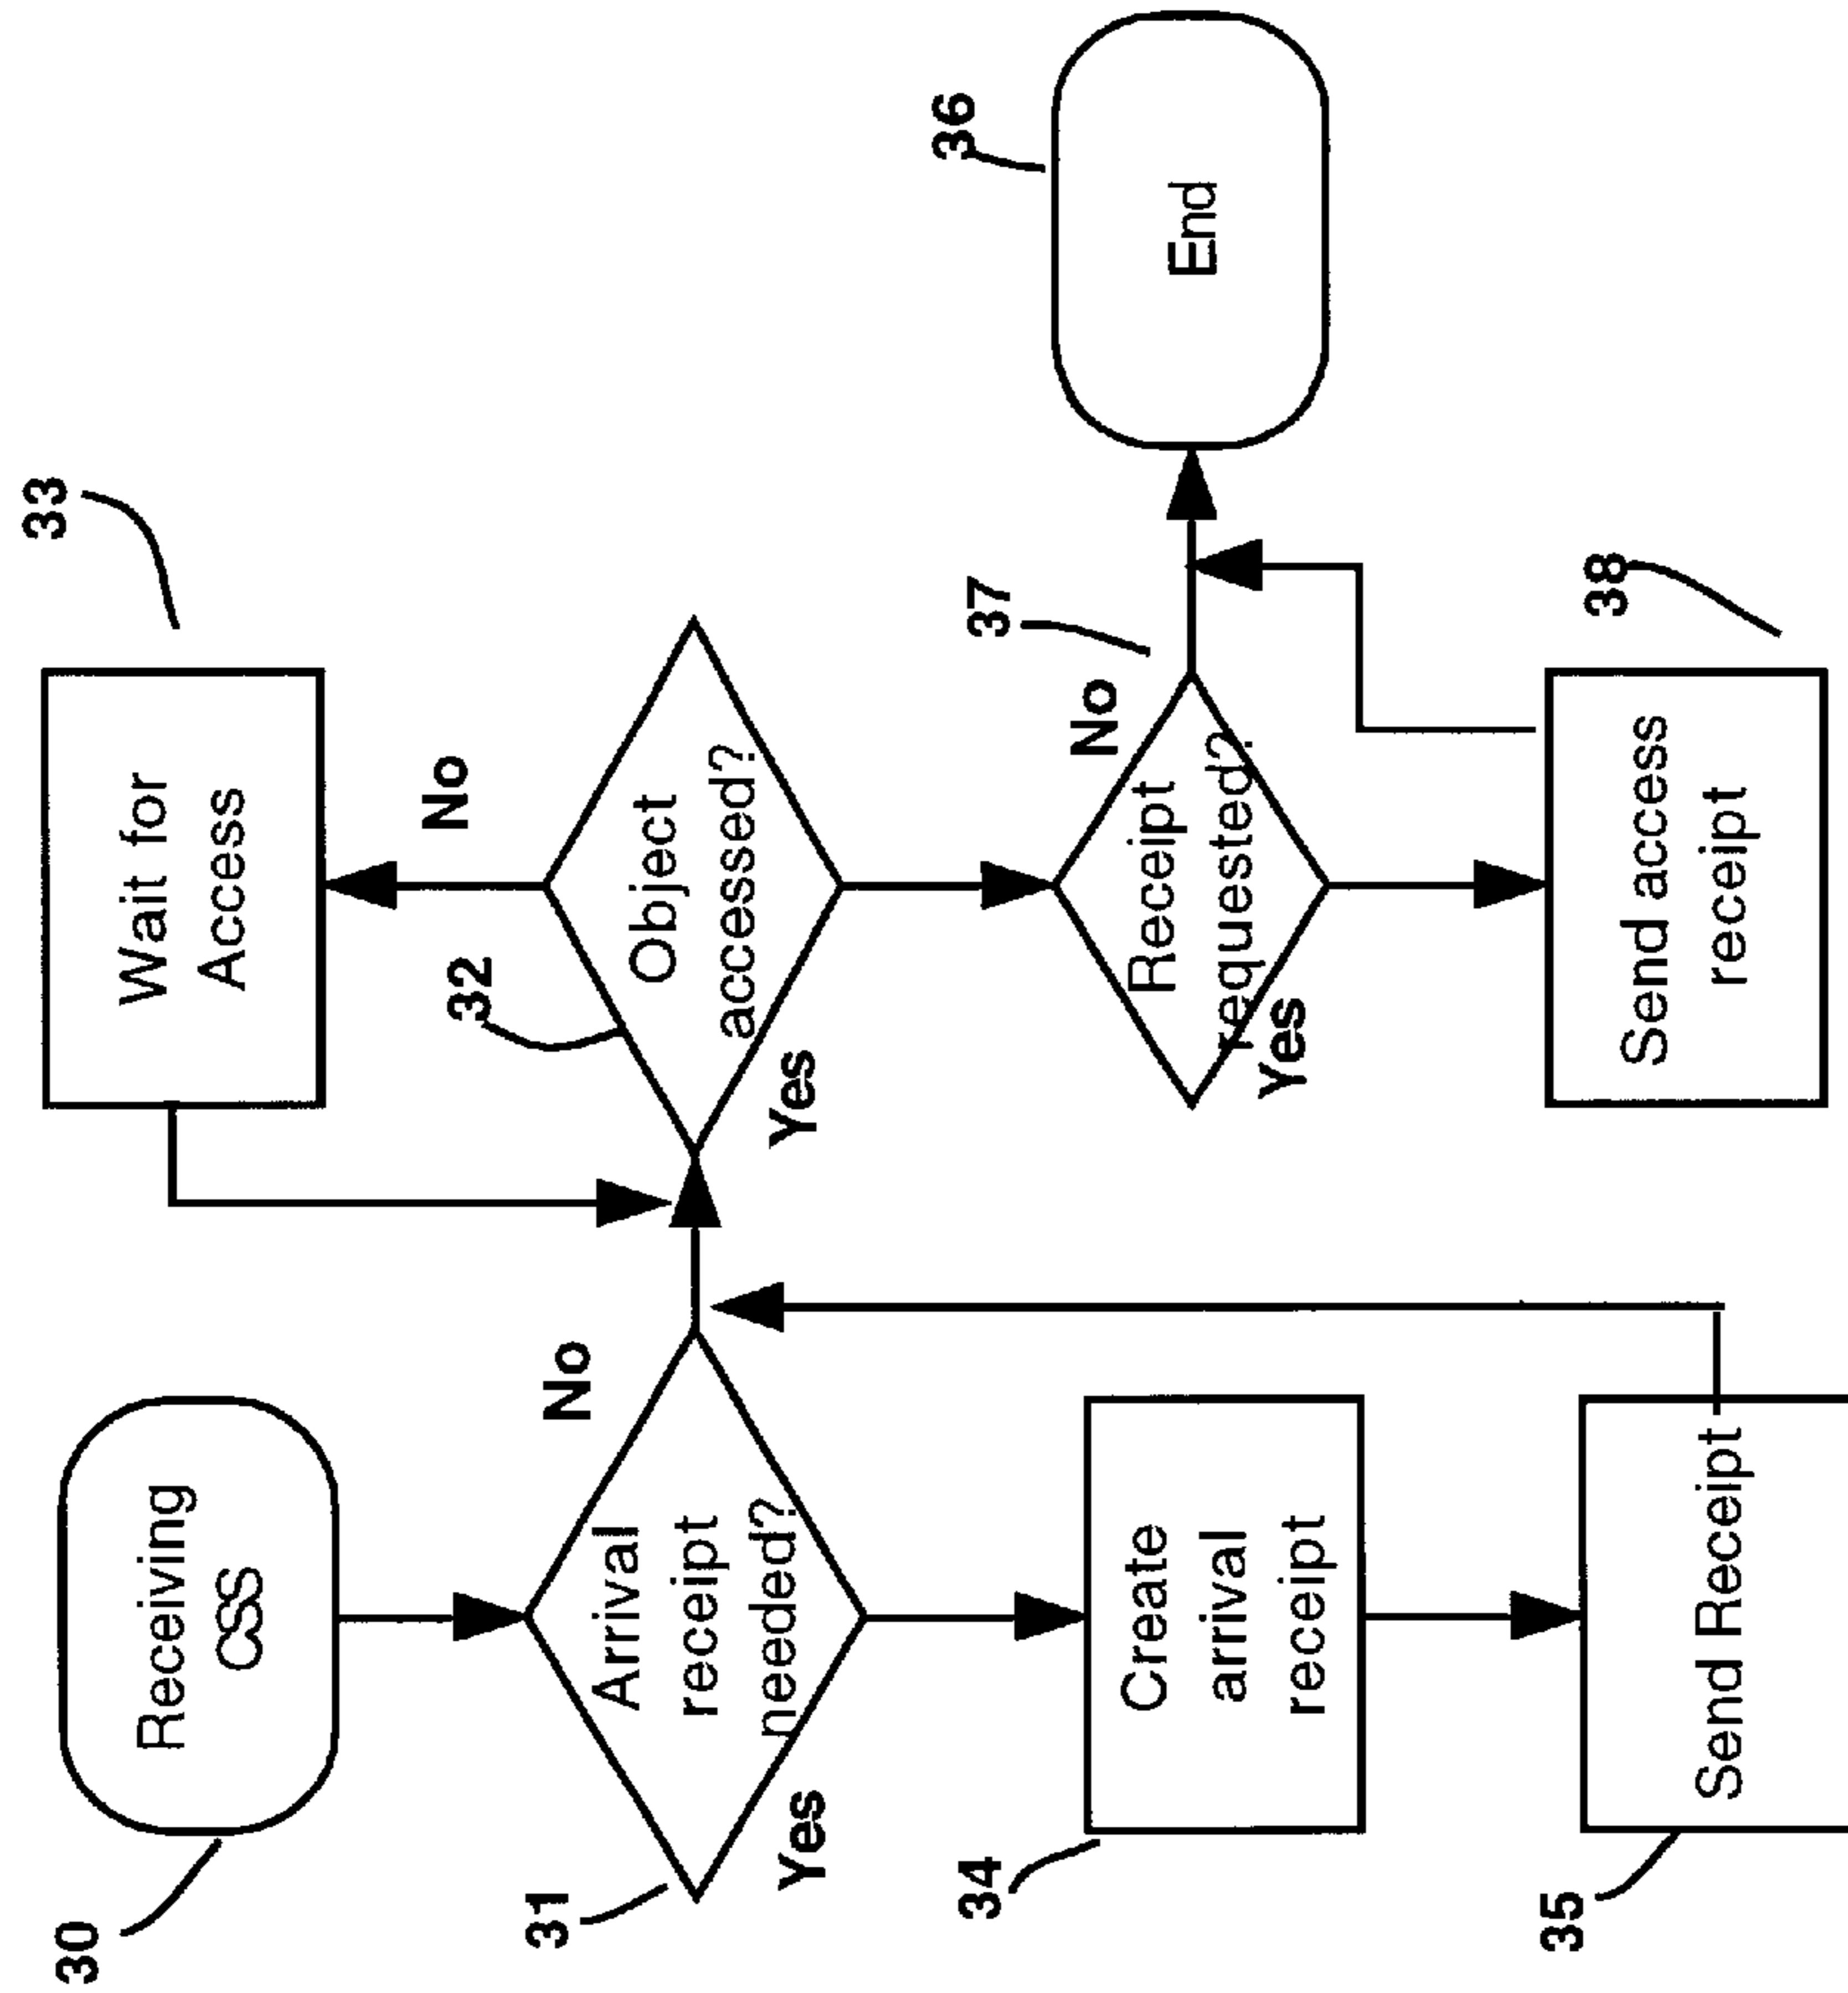 30
Receiving
CSS
31
Arrival
receipt
needed?
No
Yes
34
Create
arrival
receipt
35
Send Receipt
33
Wait for
Access
No
32
Object
accessed?
Yes
37
Receipt
requested?
No
Yes
38
Send access
receipt
36
End